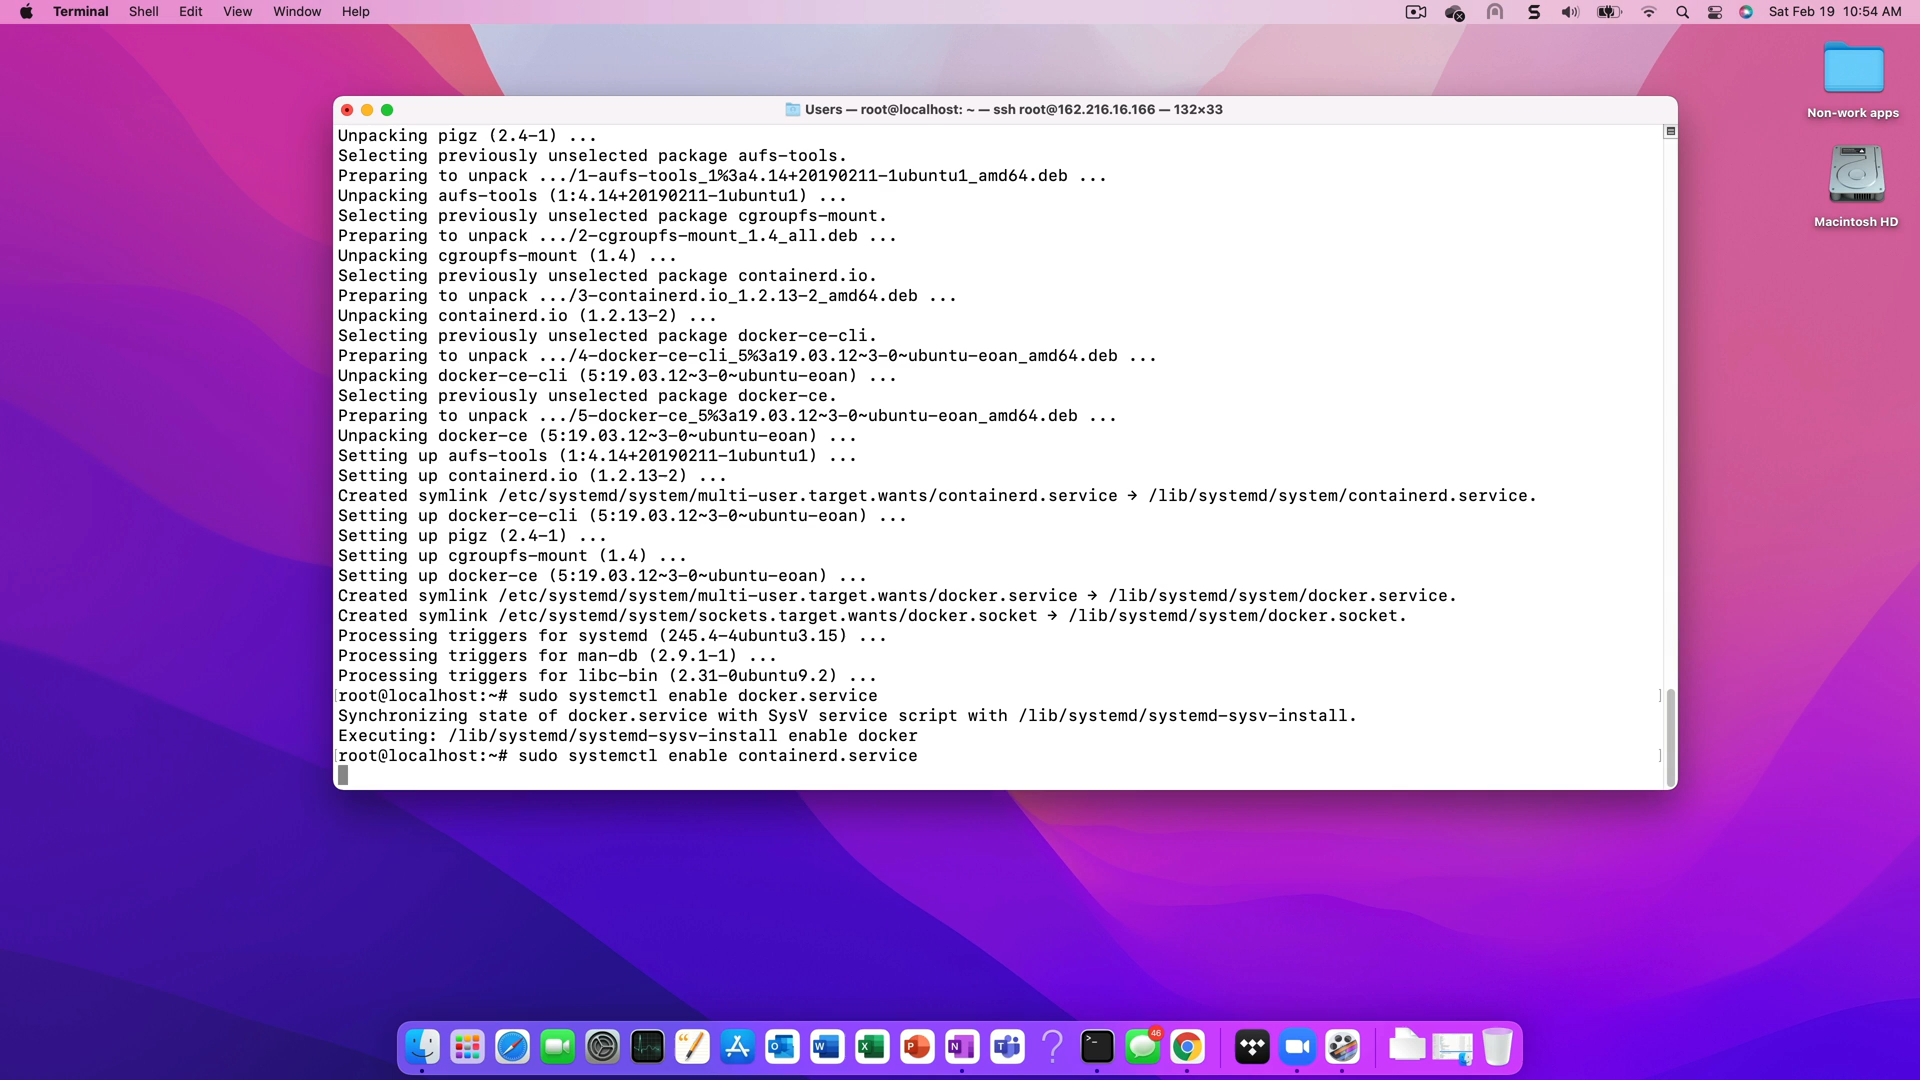 Terminal Shell Edit View Window Help Sat Feb 19 10:54 AM
Non-work apps
Macintosh HD
Users — root@localhost: ~ — ssh root@162.216.16.166 — 132×33
Unpacking pigz (2.4-1) ...
Selecting previously unselected package aufs-tools.
Preparing to unpack .../1-aufs-tools_1%3a4.14+20190211-1ubuntu1_amd64.deb ...
Unpacking aufs-tools (1:4.14+20190211-1ubuntu1) ...
Selecting previously unselected package cgroupfs-mount.
Preparing to unpack .../2-cgroupfs-mount_1.4_all.deb ...
Unpacking cgroupfs-mount (1.4) ...
Selecting previously unselected package containerd.io.
Preparing to unpack .../3-containerd.io_1.2.13-2_amd64.deb ...
Unpacking containerd.io (1.2.13-2) ...
Selecting previously unselected package docker-ce-cli.
Preparing to unpack .../4-docker-ce-cli_5%3a19.03.12~3-0~ubuntu-eoan_amd64.deb ...
Unpacking docker-ce-cli (5:19.03.12~3-0~ubuntu-eoan) ...
Selecting previously unselected package docker-ce.
Preparing to unpack .../5-docker-ce_5%3a19.03.12~3-0~ubuntu-eoan_amd64.deb ...
Unpacking docker-ce (5:19.03.12~3-0~ubuntu-eoan) ...
Setting up aufs-tools (1:4.14+20190211-1ubuntu1) ...
Setting up containerd.io (1.2.13-2) ...
Created symlink /etc/systemd/system/multi-user.target.wants/containerd.service → /lib/systemd/system/containerd.service.
Setting up docker-ce-cli (5:19.03.12~3-0~ubuntu-eoan) ...
Setting up pigz (2.4-1) ...
Setting up cgroupfs-mount (1.4) ...
Setting up docker-ce (5:19.03.12~3-0~ubuntu-eoan) ...
Created symlink /etc/systemd/system/multi-user.target.wants/docker.service → /lib/systemd/system/docker.service.
Created symlink /etc/systemd/system/sockets.target.wants/docker.socket → /lib/systemd/system/docker.socket.
Processing triggers for systemd (245.4-4ubuntu3.15) ...
Processing triggers for man-db (2.9.1-1) ...
Processing triggers for libc-bin (2.31-0ubuntu9.2) ...
[root@localhost:~# sudo systemctl enable docker.service ]
Synchronizing state of docker.service with SysV service script with /lib/systemd/systemd-sysv-install.
Executing: /lib/systemd/systemd-sysv-install enable docker
[root@localhost:~# sudo systemctl enable containerd.service ]
46